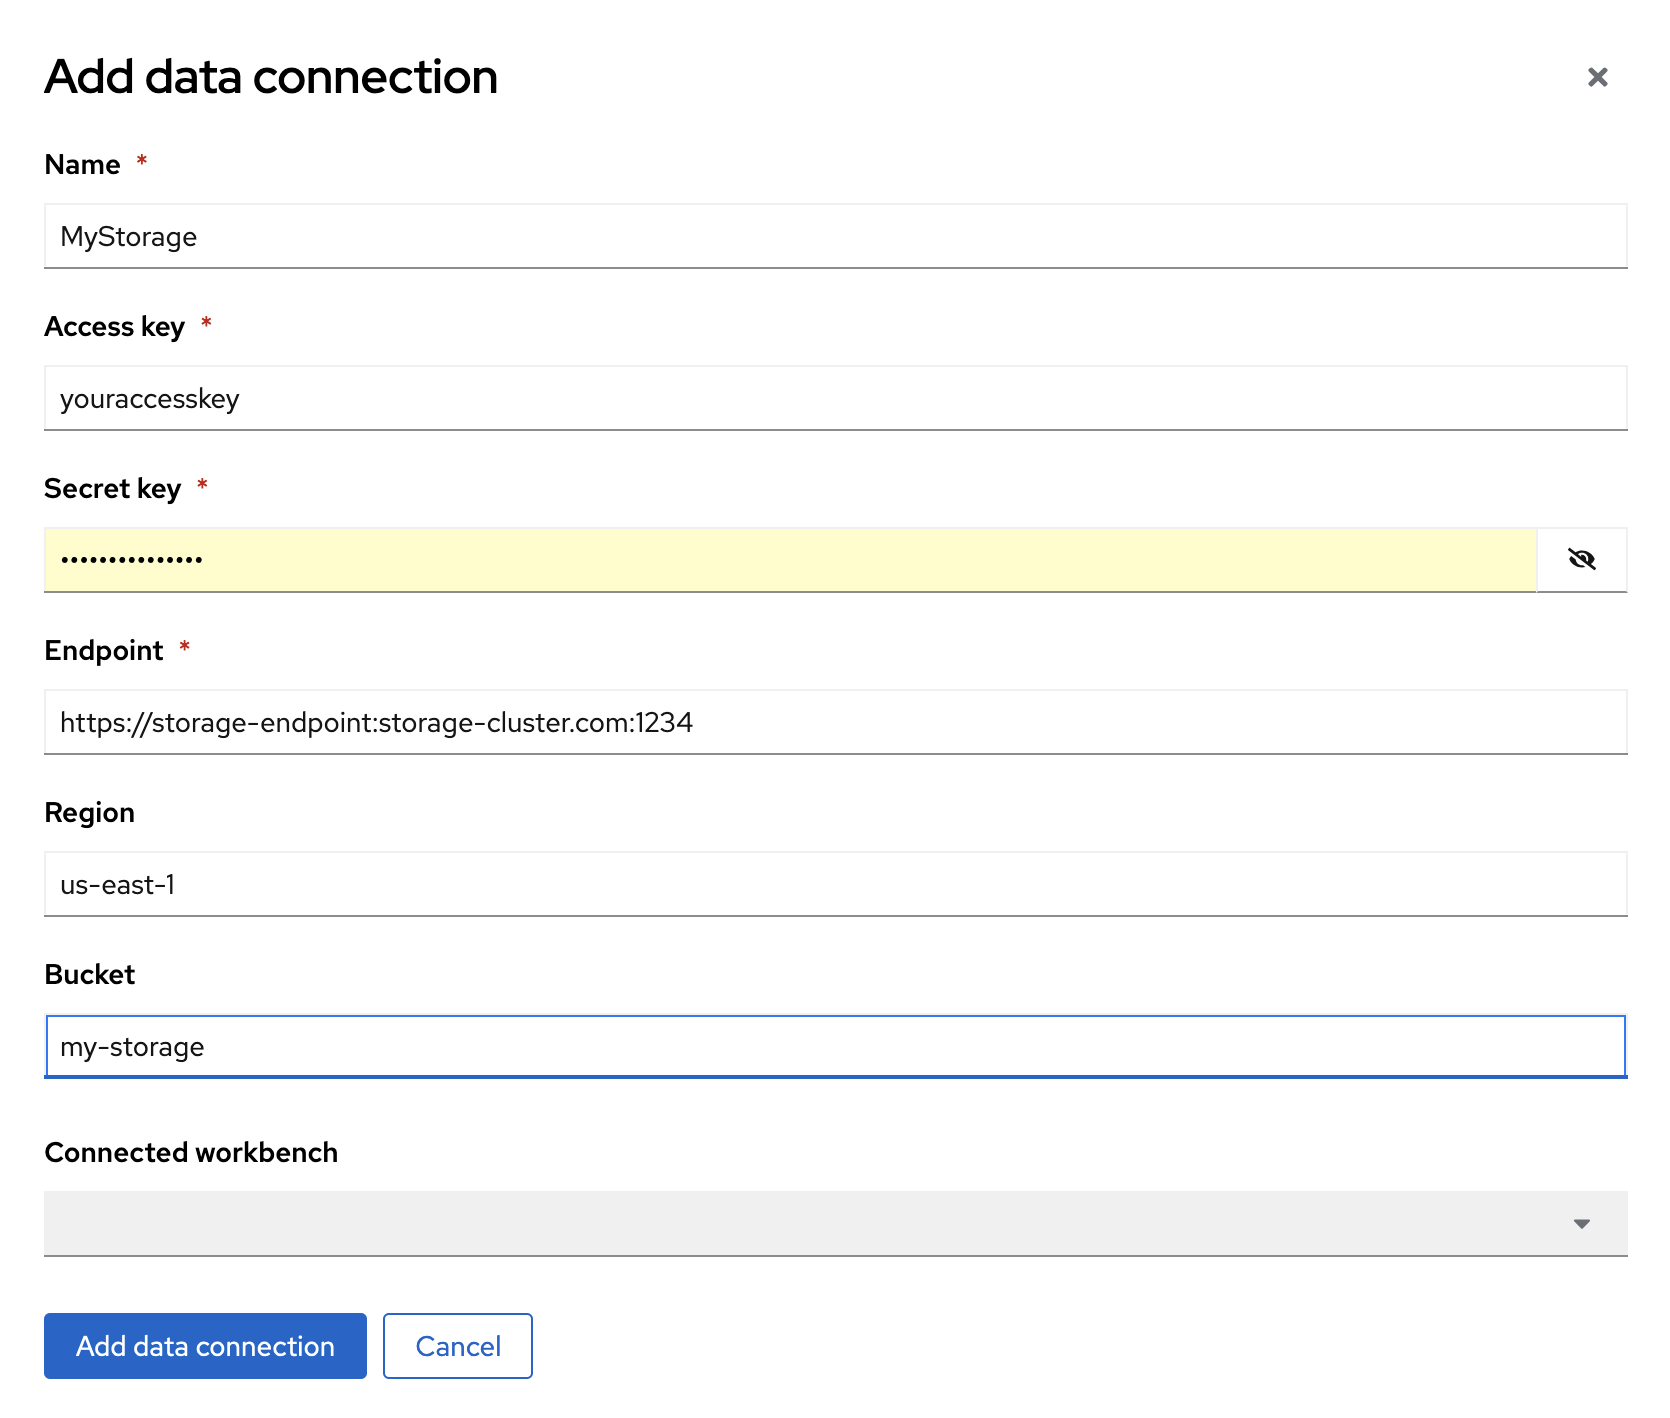 Add data connection
Name *
MyStorage
Access key *
youraccesskey
Secret key *
•••••••••••••••
Endpoint *
https://storage-endpoint:storage-cluster.com:1234
Region
us-east-1
Bucket
my-storage
Connected workbench
Add data connection
Cancel